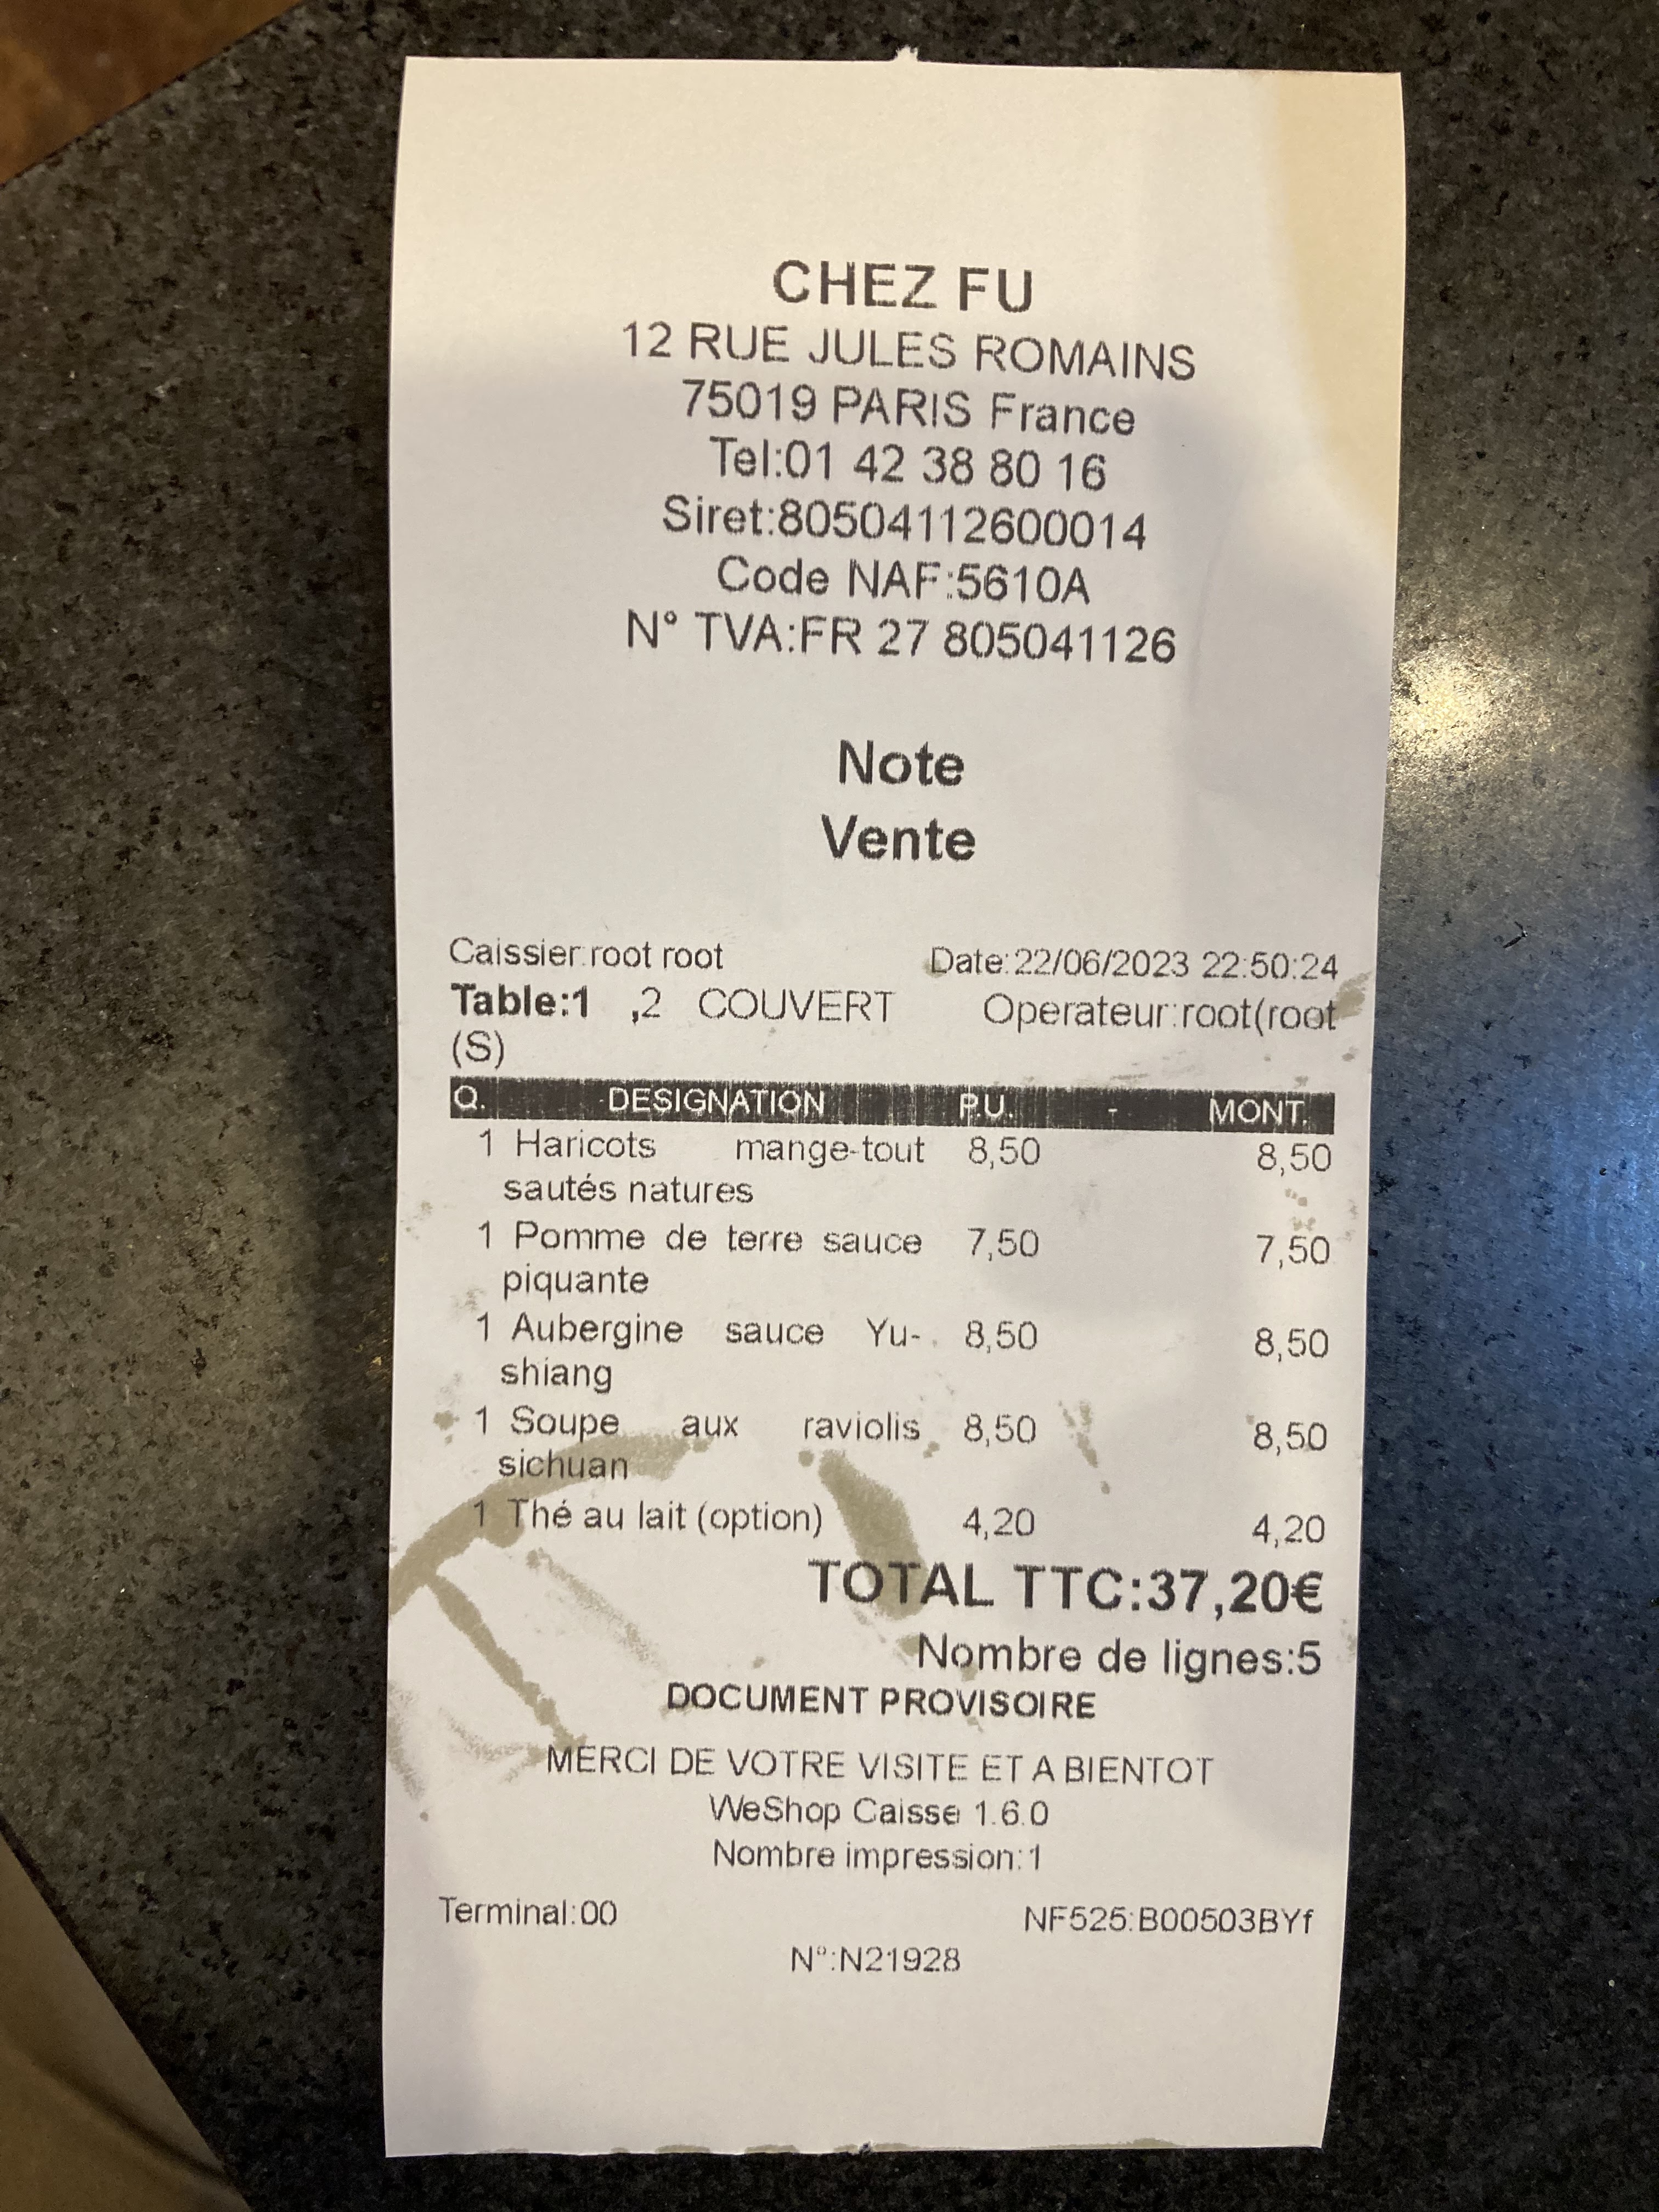 CHEZ FU
12 RUE JULES ROMAINS
75019 PARIS France
Tel:01 42 38 80 16
Siret:80504112600014
Code NAF:5610A
N° TVA:FR 27 805041126
Note
Vente
Caissier:root root Date:22/06/2023 22:50:24
Table:1 ,2 COUVERT Operateur:root(root
(S)
Q. DESIGNATION P.U. - MONT.
1 Haricots mange-tout 8,50 8,50
sautés natures
1 Pomme de terre sauce 7,50 7,50
piquante
1 Aubergine sauce Yu- 8,50 8,50
shiang
1 Soupe aux raviolis 8,50 8,50
sichuan
1 Thé au lait (option) 4,20 4,20
TOTAL TTC:37,20€
Nombre de lignes:5
DOCUMENT PROVISOIRE
MERCI DE VOTRE VISITE ET A BIENTOT
WeShop Caisse 1.6.0
Nombre impression:1
Terminal:00 NF525:B00503BYf
N°:N21928